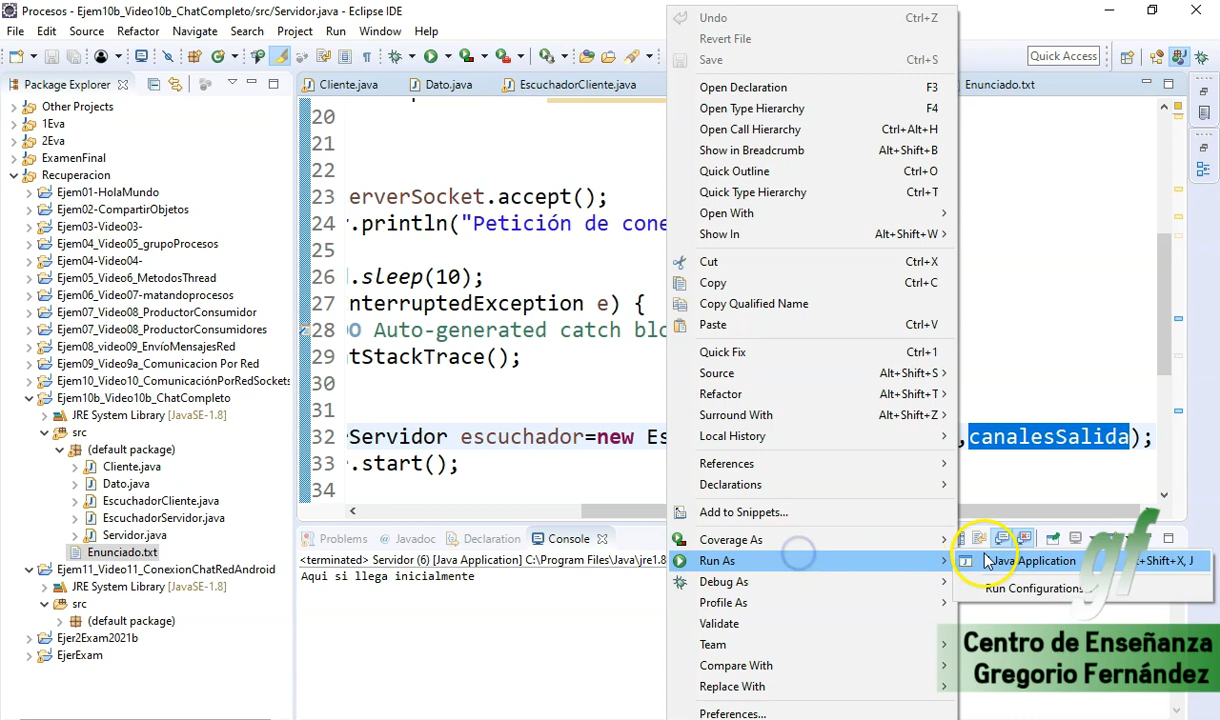 Procesos - Ejem10b_Video10b_ChatCompleto/src/Servidor.java - Eclipse IDE
File Edit Source Refactor Navigate Search Project Run Window Help
Quick Access
Package Explorer
Cliente.java Dato.java EscuchadorCliente.java Enunciado.txt
Other Projects
1Eva
2Eva
ExamenFinal
Recuperacion
Ejem01-HolaMundo
Ejem02-CompartirObjetos
Ejem03-Video03-
Ejem04_Video05_grupoProcesos
Ejem04-Video04-
Ejem05_Video6_MetodosThread
Ejem06_Video07-matandoprocesos
Ejem07_Video08_ProductorConsumidor
Ejem07_Video08_ProductorConsumidores
Ejem08_video09_EnvíoMensajesRed
Ejem09_Video9a_Comunicacion Por Red
Ejem10_Video10_ComunicaciónPorRedSockets
Ejem10b_Video10b_ChatCompleto
JRE System Library [JavaSE-1.8]
src
(default package)
Cliente.java
Dato.java
EscuchadorCliente.java
EscuchadorServidor.java
Servidor.java
Enunciado.txt
Ejem11_Video11_ConexionChatRedAndroid
JRE System Library [JavaSE-1.8]
src
(default package)
Ejer2Exam2021b
EjerExam
20
21
22
23 erverSocket.accept();
24 r.println("Petición de cone
25
26 d.sleep(10);
27 nterruptedException e) {
28 DO Auto-generated catch blo
29 ntStackTrace();
30
31
32 eServidor escuchador=new Es ,canalesSalida);
33 r.start();
34
Problems Javadoc Declaration Console
<terminated> Servidor (6) [Java Application] C:\Program Files\Java\jre1.8
Aqui si llega inicialmente
Undo Ctrl+Z
Revert File
Save Ctrl+S
Open Declaration F3
Open Type Hierarchy F4
Open Call Hierarchy Ctrl+Alt+H
Show in Breadcrumb Alt+Shift+B
Quick Outline Ctrl+O
Quick Type Hierarchy Ctrl+T
Open With
Show In Alt+Shift+W
Cut Ctrl+X
Copy Ctrl+C
Copy Qualified Name
Paste Ctrl+V
Quick Fix Ctrl+1
Source Alt+Shift+S
Refactor Alt+Shift+T
Surround With Alt+Shift+Z
Local History
References
Declarations
Add to Snippets...
Coverage As
Run As
Debug As
Profile As
Validate
Team
Compare With
Replace With
Preferences...
Java Application +Shift+X, J
Run Configurations
gf
Centro de Enseñanza
Gregorio Fernández